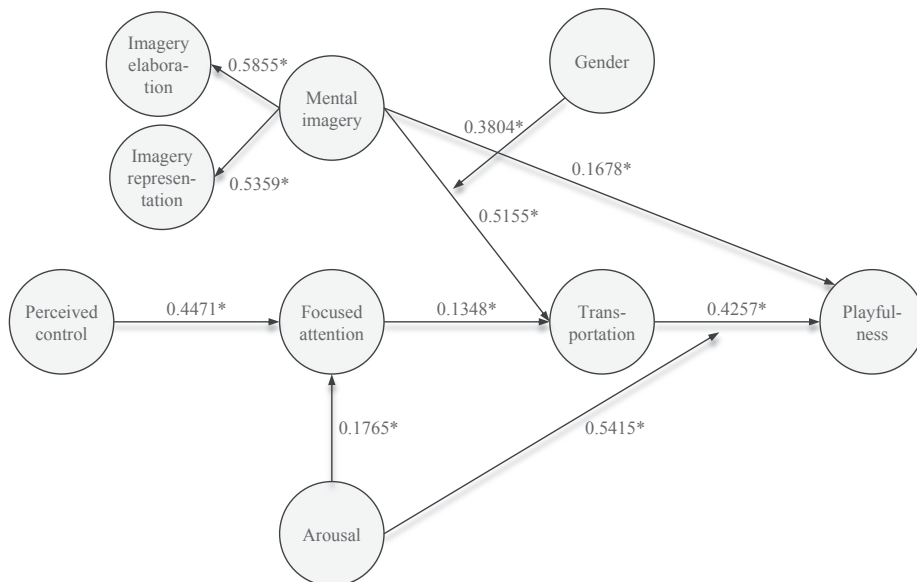 Imagery
elabora-
tion
0.5855*
Mental
imagery
Gender
0.3804*
Imagery
represen-
tation
0.5359*
0.1678*
0.5155*
Perceived
control
0.4471*
Focused
attention
0.1348*
Trans-
portation
0.4257*
Playful-
ness
0.1765*
0.5415*
Arousal